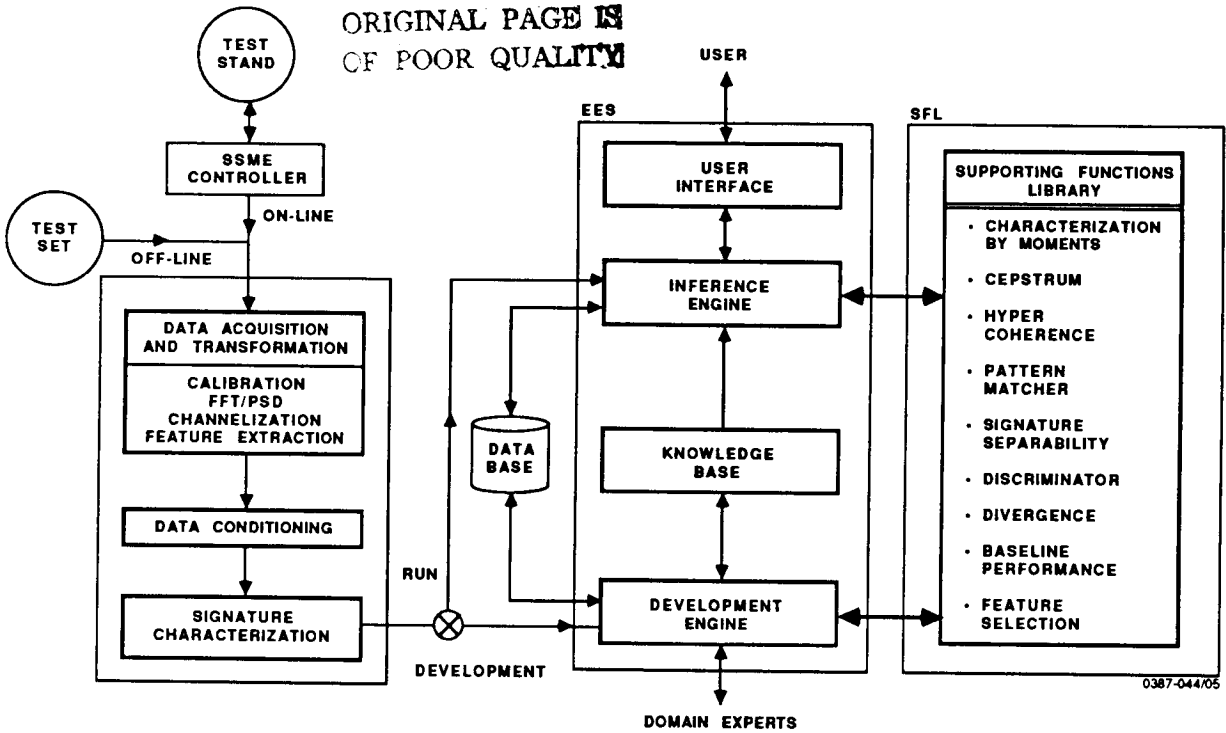 ORIGINAL PAGE IS
OF POOR QUALITY
TEST
STAND
SSME
CONTROLLER
ON-LINE
TEST
SET
OFF-LINE
DATA ACQUISITION
AND TRANSFORMATION
CALIBRATION
FFT/PSD
CHANNELIZATION
FEATURE EXTRACTION
DATA CONDITIONING
SIGNATURE
CHARACTERIZATION
RUN
DEVELOPMENT
DATA
BASE
USER
EES
USER
INTERFACE
INFERENCE
ENGINE
KNOWLEDGE
BASE
DEVELOPMENT
ENGINE
DOMAIN EXPERTS
SFL
SUPPORTING FUNCTIONS
LIBRARY
• CHARACTERIZATION
BY MOMENTS
• CEPSTRUM
• HYPER
COHERENCE
• PATTERN
MATCHER
• SIGNATURE
SEPARABILITY
• DISCRIMINATOR
• DIVERGENCE
• BASELINE
PERFORMANCE
• FEATURE
SELECTION
0387-044/05